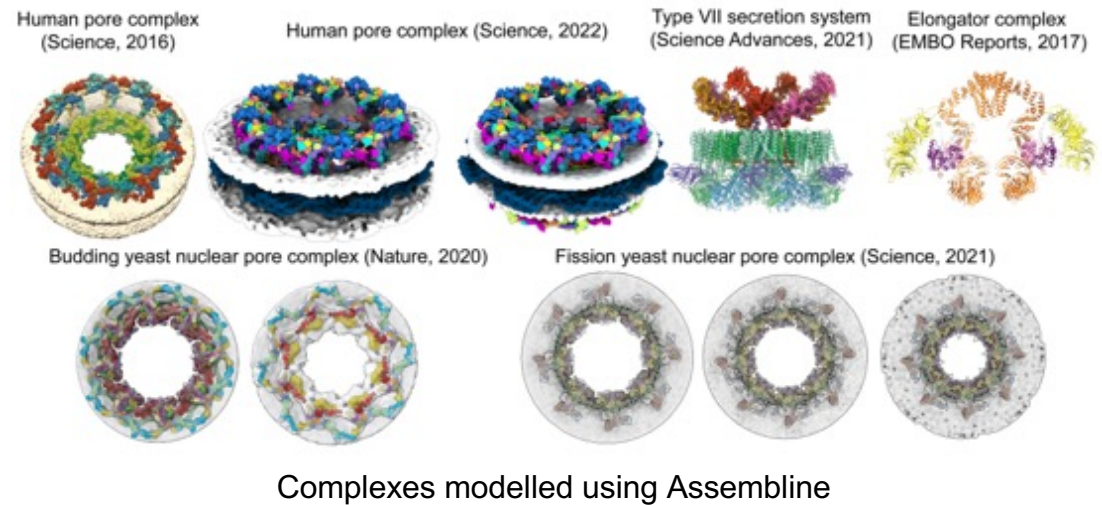 Human pore complex
(Science, 2016)
Human pore complex (Science, 2022)
Type VII secretion system
(Science Advances, 2021)
Elongator complex
(EMBO Reports, 2017)
Budding yeast nuclear pore complex (Nature, 2020)
Fission yeast nuclear pore complex (Science, 2021)
Complexes modelled using Assembline